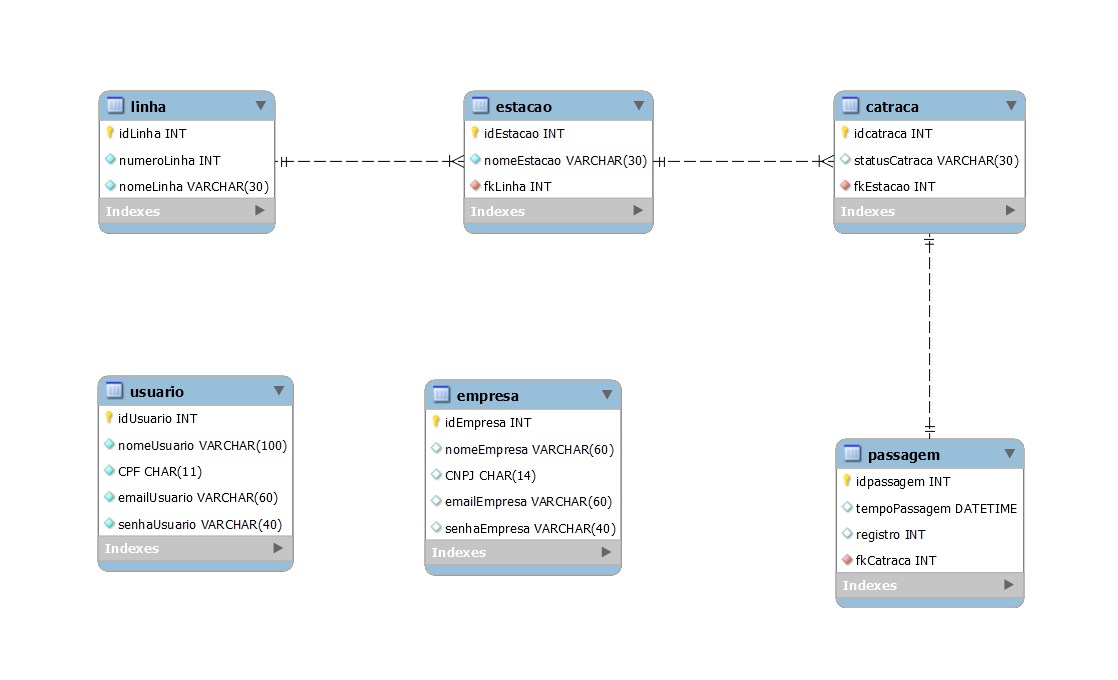 linha
idLinha INT
numeroLinha INT
nomeLinha VARCHAR(30)
Indexes
estacao
idEstacao INT
nomeEstacao VARCHAR(30)
fkLinha INT
Indexes
catraca
idcatraca INT
statusCatraca VARCHAR(30)
fkEstacao INT
Indexes
usuario
idUsuario INT
nomeUsuario VARCHAR(100)
CPF CHAR(11)
emailUsuario VARCHAR(60)
senhaUsuario VARCHAR(40)
Indexes
empresa
idEmpresa INT
nomeEmpresa VARCHAR(60)
CNPJ CHAR(14)
emailEmpresa VARCHAR(60)
senhaEmpresa VARCHAR(40)
Indexes
passagem
idpassagem INT
tempoPassagem DATETIME
registro INT
fkCatraca INT
Indexes